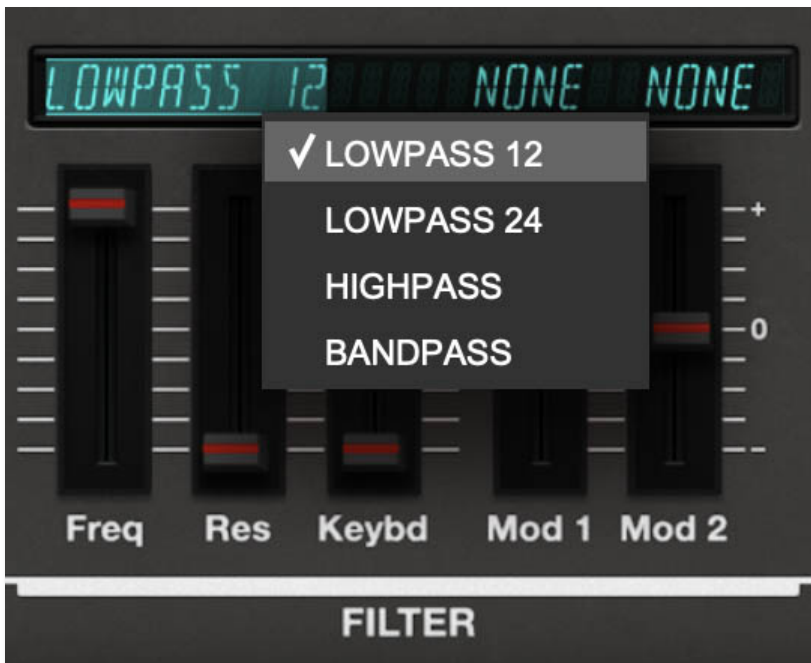 LOWPASS 12 NONE NONE
✓ LOWPASS 12
LOWPASS 24
HIGHPASS
BANDPASS
+
0
-
Freq Res Keybd Mod 1 Mod 2
FILTER